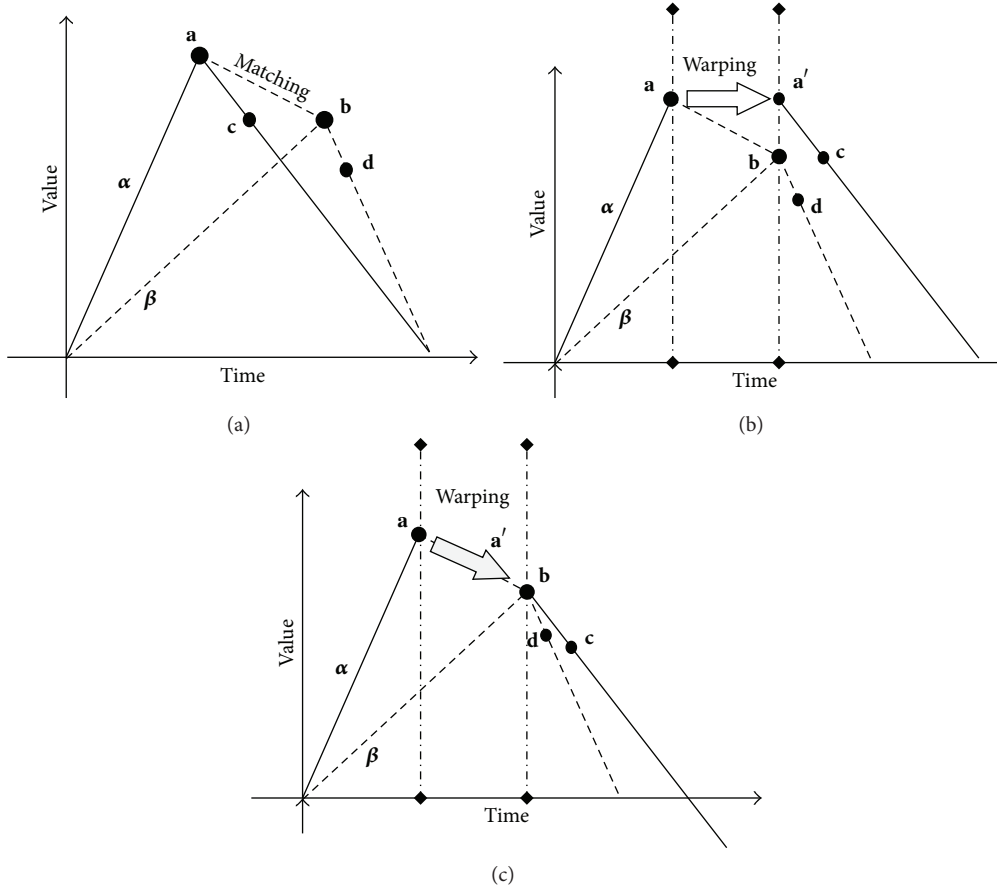 a
Matching
b
c
d
α
Value
β
Time
(a)
Warping
a
a′
b
c
d
α
Value
β
Time
(b)
Warping
a
a′
b
d
c
α
Value
β
Time
(c)